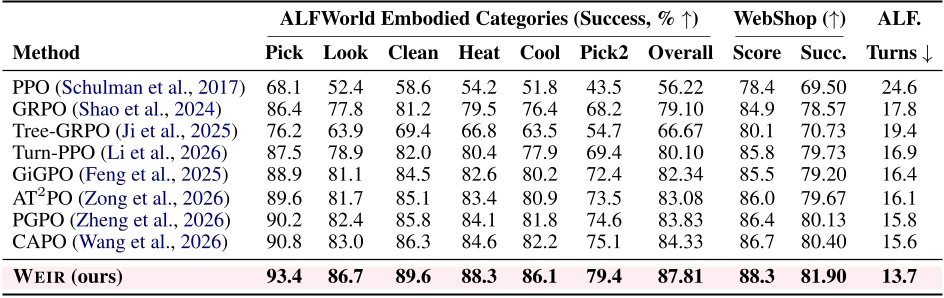 ALFWorld Embodied Categories (Success, % ↑) WebShop (↑) ALF.
Method Pick Look Clean Heat Cool Pick2 Overall Score Succ. Turns ↓
PPO (Schulman et al., 2017) 68.1 52.4 58.6 54.2 51.8 43.5 56.22 78.4 69.50 24.6
GRPO (Shao et al., 2024) 86.4 77.8 81.2 79.5 76.4 68.2 79.10 84.9 78.57 17.8
Tree-GRPO (Ji et al., 2025) 76.2 63.9 69.4 66.8 63.5 54.7 66.67 80.1 70.73 19.4
Turn-PPO (Li et al., 2026) 87.5 78.9 82.0 80.4 77.9 69.4 80.10 85.8 79.73 16.9
GiGPO (Feng et al., 2025) 88.9 81.1 84.5 82.6 80.2 72.4 82.34 85.5 79.20 16.4
AT²PO (Zong et al., 2026) 89.6 81.7 85.1 83.4 80.9 73.5 83.08 86.0 79.67 16.1
PGPO (Zheng et al., 2026) 90.2 82.4 85.8 84.1 81.8 74.6 83.83 86.4 80.13 15.8
CAPO (Wang et al., 2026) 90.8 83.0 86.3 84.6 82.2 75.1 84.33 86.7 80.40 15.6
WEIR (ours) 93.4 86.7 89.6 88.3 86.1 79.4 87.81 88.3 81.90 13.7